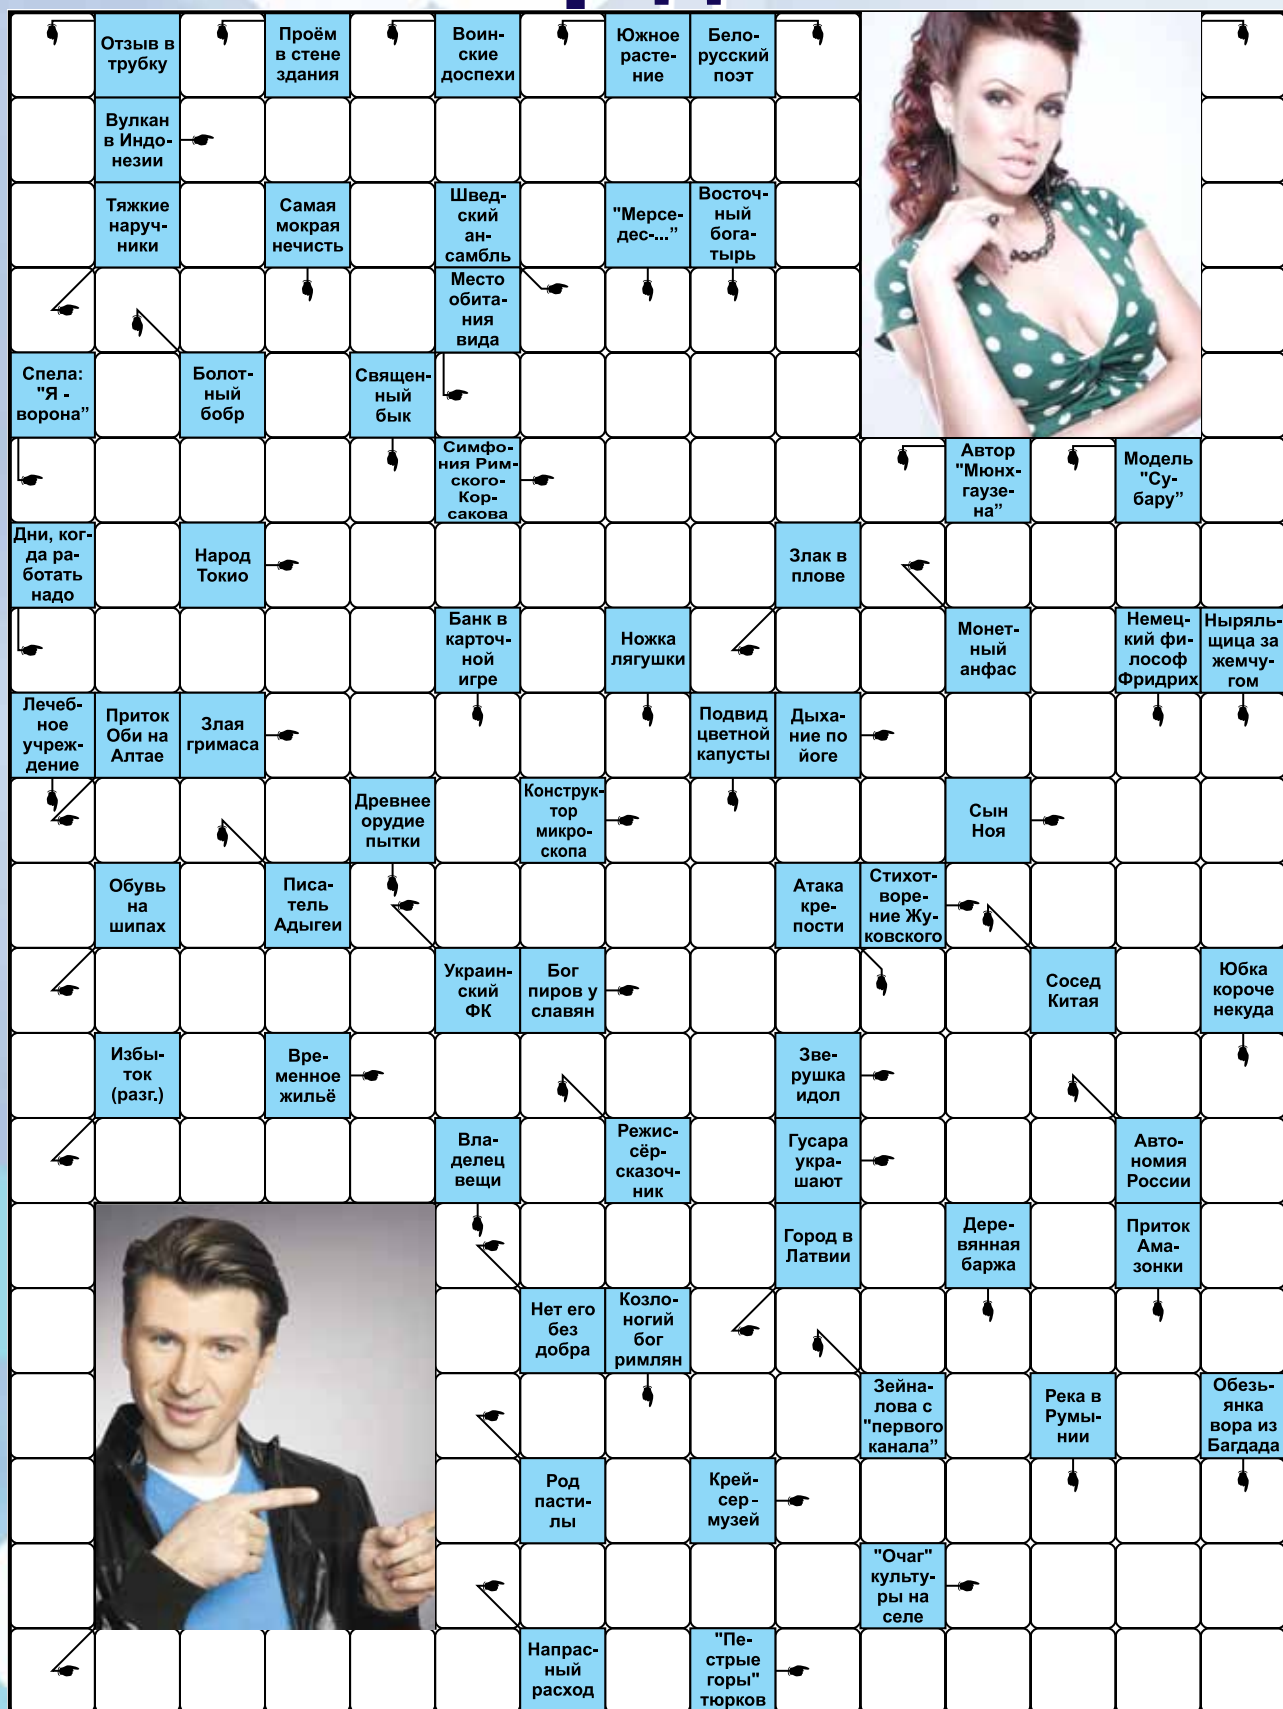 Отзыв в
трубку
Проём
в стене
здания
Воин-
ские
доспехи
Южное
расте-
ние
Бело-
русский
поэт
Вулкан
в Индо-
незии
Тяжкие
наруч-
ники
Самая
мокрая
нечисть
Швед-
ский
ан-
самбль
"Мерсе-
дес-..."
Восточ-
ный
бога-
тырь
Место
обита-
ния
вида
Спела:
"Я -
ворона"
Болот-
ный
бобр
Священ-
ный
бык
Симфо-
ния Рим-
ского-
Кор-
сакова
Автор
"Мюнх-
гаузе-
на"
Модель
"Су-
бару"
Дни, ког-
да ра-
ботать
надо
Народ
Токио
Злак в
плове
Банк в
карточ-
ной
игре
Ножка
лягушки
Монет-
ный
анфас
Немец-
кий фи-
лософ
Фридрих
Ныряль-
щица за
жемчу-
гом
Лечеб-
ное
учреж-
дение
Приток
Оби на
Алтае
Злая
гримаса
Подвид
цветной
капусты
Дыха-
ние по
йоге
Древнее
орудие
пытки
Конструк-
тор
микро-
скопа
Сын
Ноя
Обувь
на
шипах
Писа-
тель
Адыгеи
Атака
кре-
пости
Стихот-
воре-
ние Жу-
ковского
Украин-
ский
ФК
Бог
пиров у
славян
Сосед
Китая
Юбка
короче
некуда
Избы-
ток
(разг.)
Вре-
менное
жильё
Зве-
рушка
идол
Вла-
делец
вещи
Режис-
сёр-
сказоч-
ник
Гусара
укра-
шают
Авто-
номия
России
Город в
Латвии
Дере-
вянная
баржа
Приток
Ама-
зонки
Нет его
без
добра
Козло-
ногий
бог
римлян
Зейна-
лова с
"первого
канала"
Река в
Румы-
нии
Обезь-
янка
вора из
Багдада
Род
пасти-
лы
Крей-
сер -
музей
"Очаг"
культу-
ры на
селе
Напрас-
ный
расход
"Пе-
стрые
горы"
тюрков